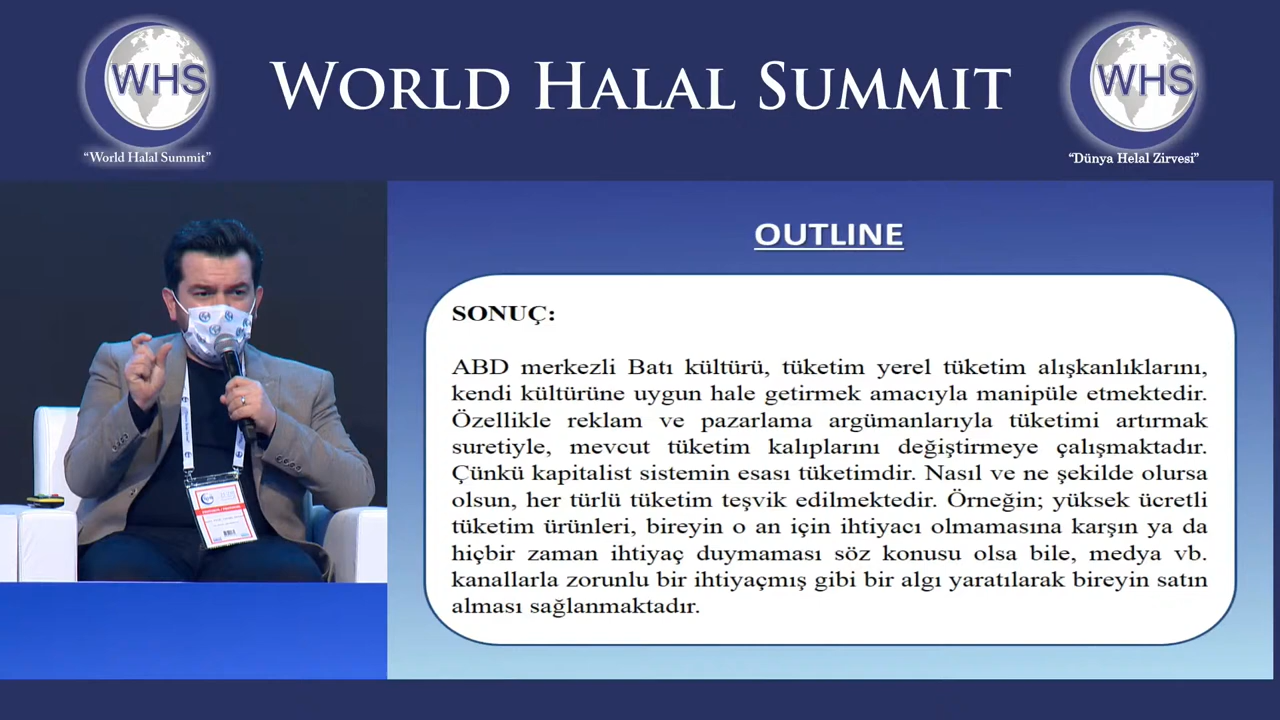 WHS
"World Halal Summit"
WORLD HALAL SUMMIT
WHS
"Dünya Helal Zirvesi"
OUTLINE
SONUÇ:
ABD merkezli Batı kültürü, tüketim yerel tüketim alışkanlıklarını,
kendi kültürüne uygun hale getirmek amacıyla manipüle etmektedir.
Özellikle reklam ve pazarlama argümanlarıyla tüketimi artırmak
suretiyle, mevcut tüketim kalıplarını değiştirmeye çalışmaktadır.
Çünkü kapitalist sistemin esası tüketimdir. Nasıl ve ne şekilde olursa
olsun, her türlü tüketim teşvik edilmektedir. Örneğin; yüksek ücretli
tüketim ürünleri, bireyin o an için ihtiyacı olmamasına karşın ya da
hiçbir zaman ihtiyaç duymaması söz konusu olsa bile, medya vb.
kanallarla zorunlu bir ihtiyaçmış gibi bir algı yaratılarak bireyin satın
alması sağlanmaktadır.